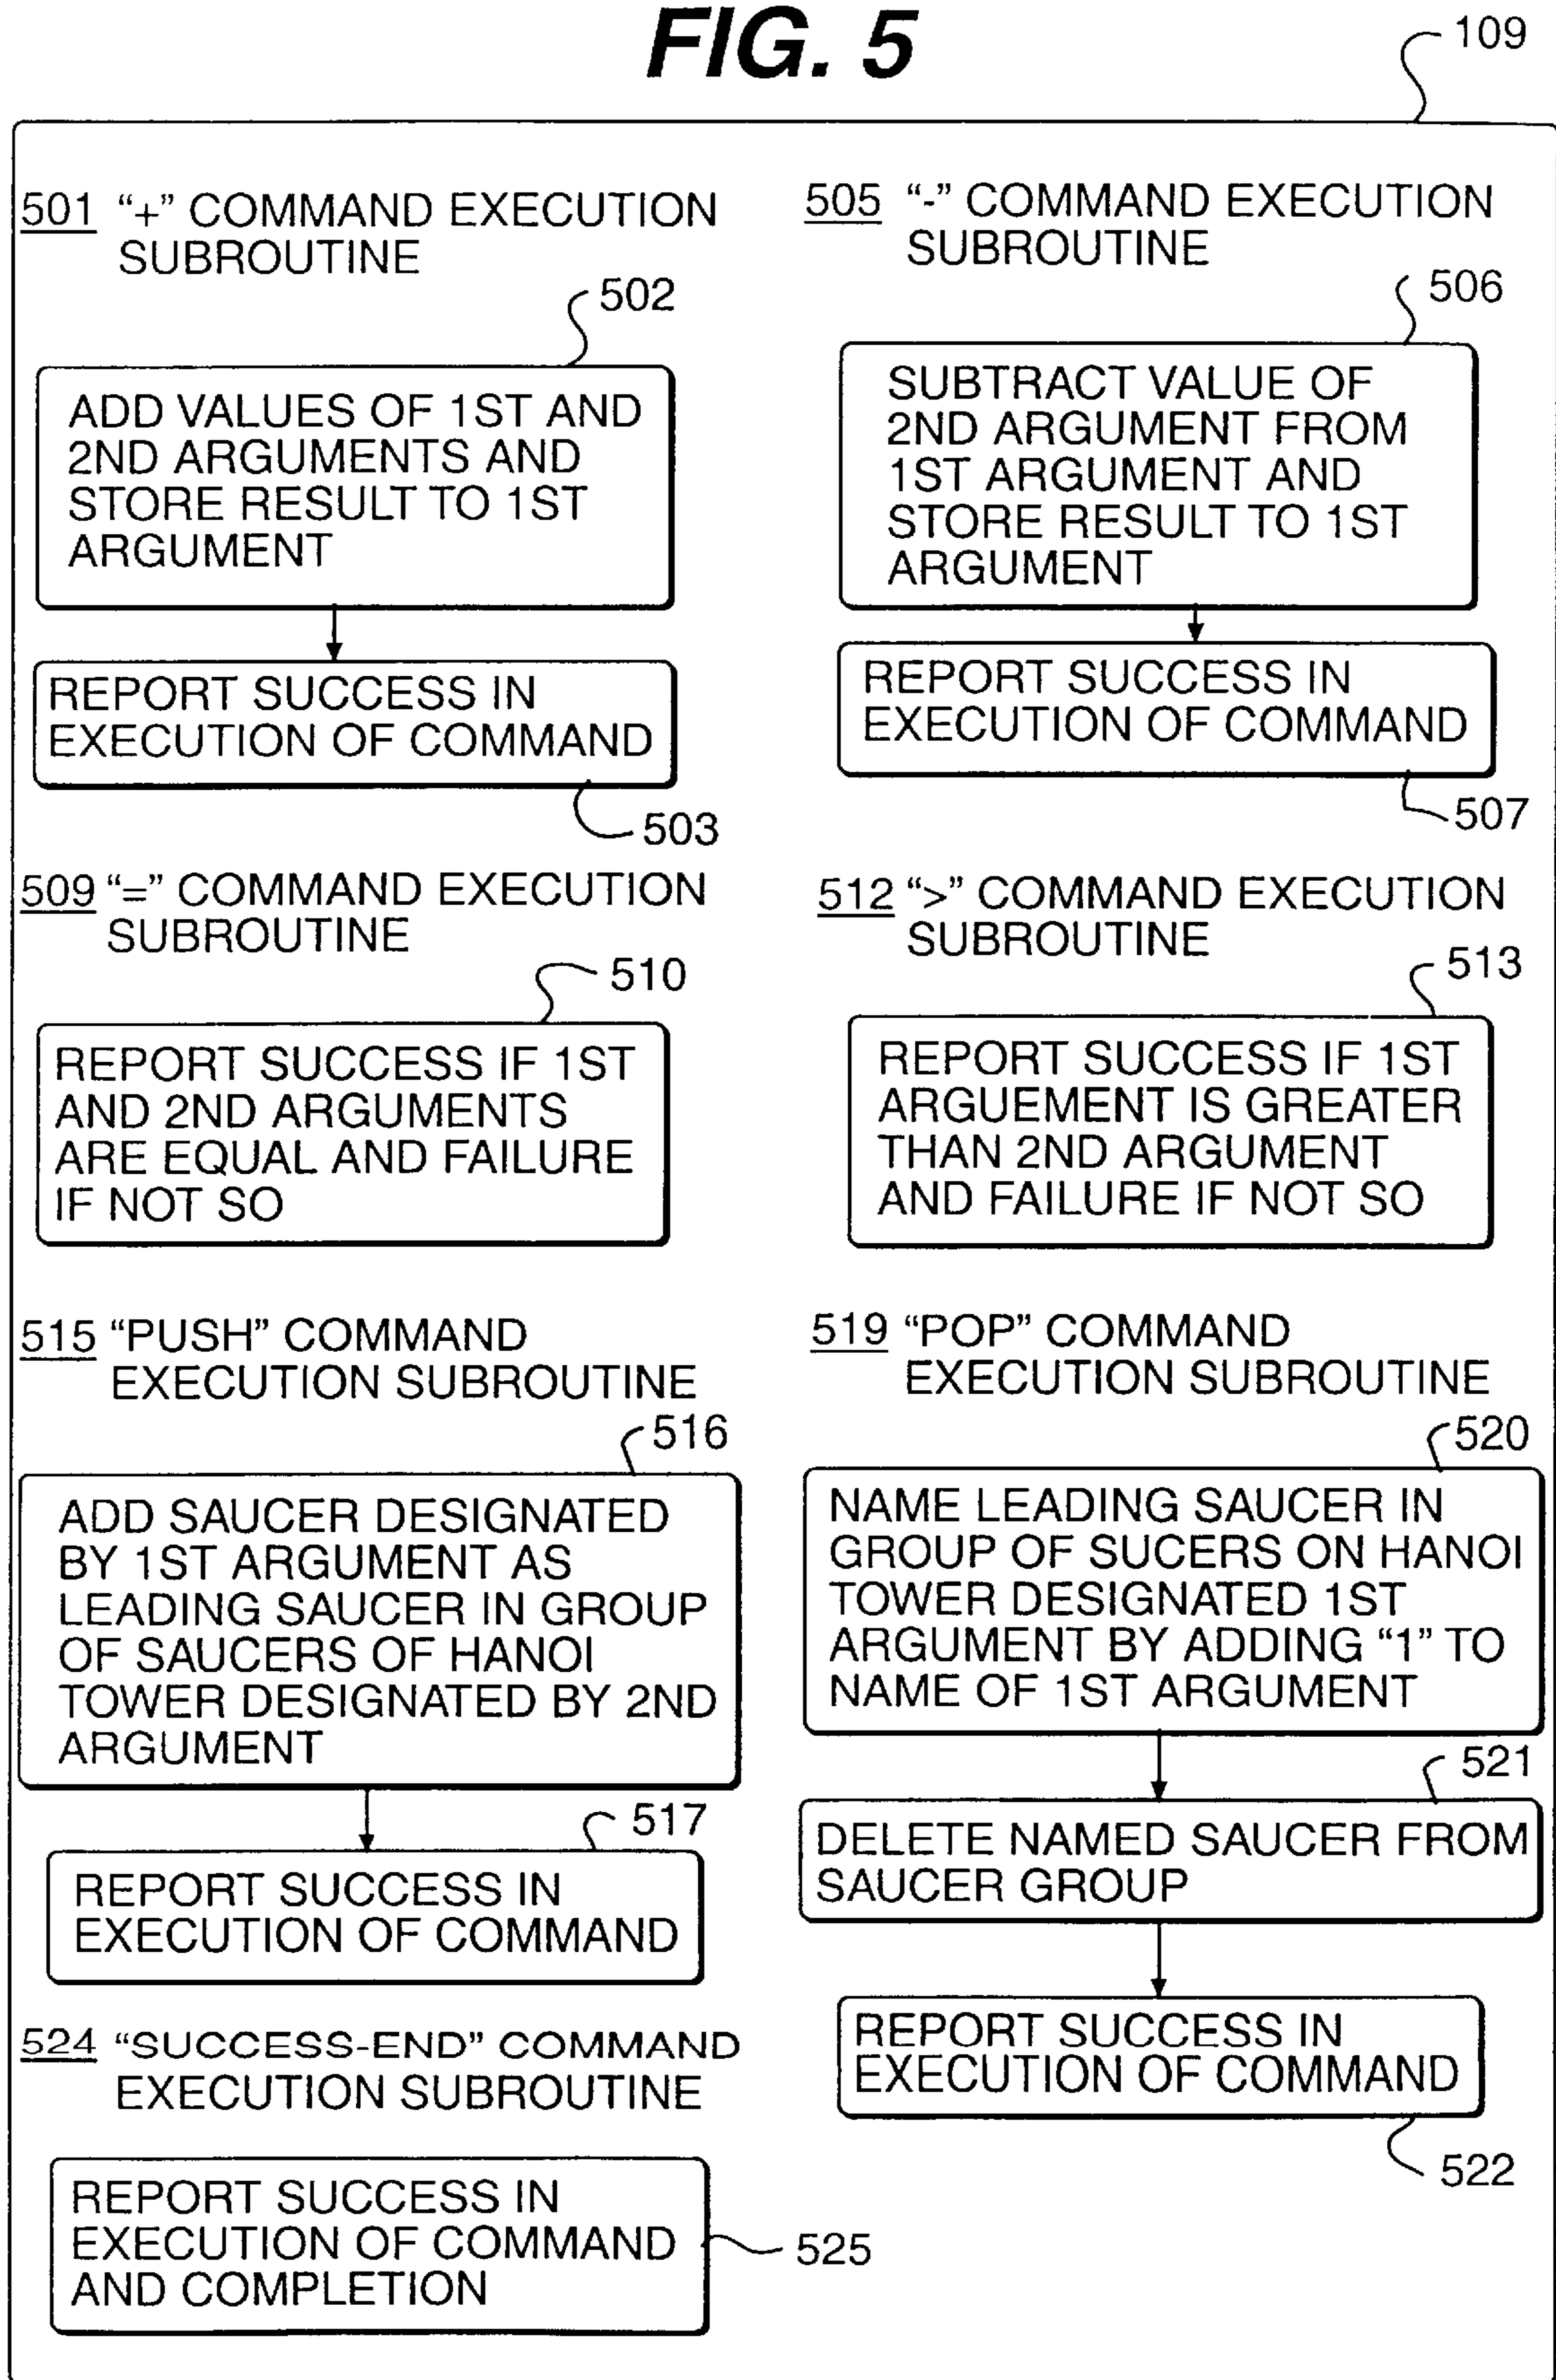 FIG. 5
109
501 “+” COMMAND EXECUTION
SUBROUTINE
502
ADD VALUES OF 1ST AND
2ND ARGUMENTS AND
STORE RESULT TO 1ST
ARGUMENT
REPORT SUCCESS IN
EXECUTION OF COMMAND
503
505 “-” COMMAND EXECUTION
SUBROUTINE
506
SUBTRACT VALUE OF
2ND ARGUMENT FROM
1ST ARGUMENT AND
STORE RESULT TO 1ST
ARGUMENT
REPORT SUCCESS IN
EXECUTION OF COMMAND
507
509 “=” COMMAND EXECUTION
SUBROUTINE
510
REPORT SUCCESS IF 1ST
AND 2ND ARGUMENTS
ARE EQUAL AND FAILURE
IF NOT SO
512 “>” COMMAND EXECUTION
SUBROUTINE
513
REPORT SUCCESS IF 1ST
ARGUEMENT IS GREATER
THAN 2ND ARGUMENT
AND FAILURE IF NOT SO
515 “PUSH” COMMAND
EXECUTION SUBROUTINE
516
ADD SAUCER DESIGNATED
BY 1ST ARGUMENT AS
LEADING SAUCER IN GROUP
OF SAUCERS OF HANOI
TOWER DESIGNATED BY 2ND
ARGUMENT
517
REPORT SUCCESS IN
EXECUTION OF COMMAND
519 “POP” COMMAND
EXECUTION SUBROUTINE
520
NAME LEADING SAUCER IN
GROUP OF SUCERS ON HANOI
TOWER DESIGNATED 1ST
ARGUMENT BY ADDING “1” TO
NAME OF 1ST ARGUMENT
521
DELETE NAMED SAUCER FROM
SAUCER GROUP
REPORT SUCCESS IN
EXECUTION OF COMMAND
522
524 “SUCCESS-END” COMMAND
EXECUTION SUBROUTINE
REPORT SUCCESS IN
EXECUTION OF COMMAND
AND COMPLETION
525